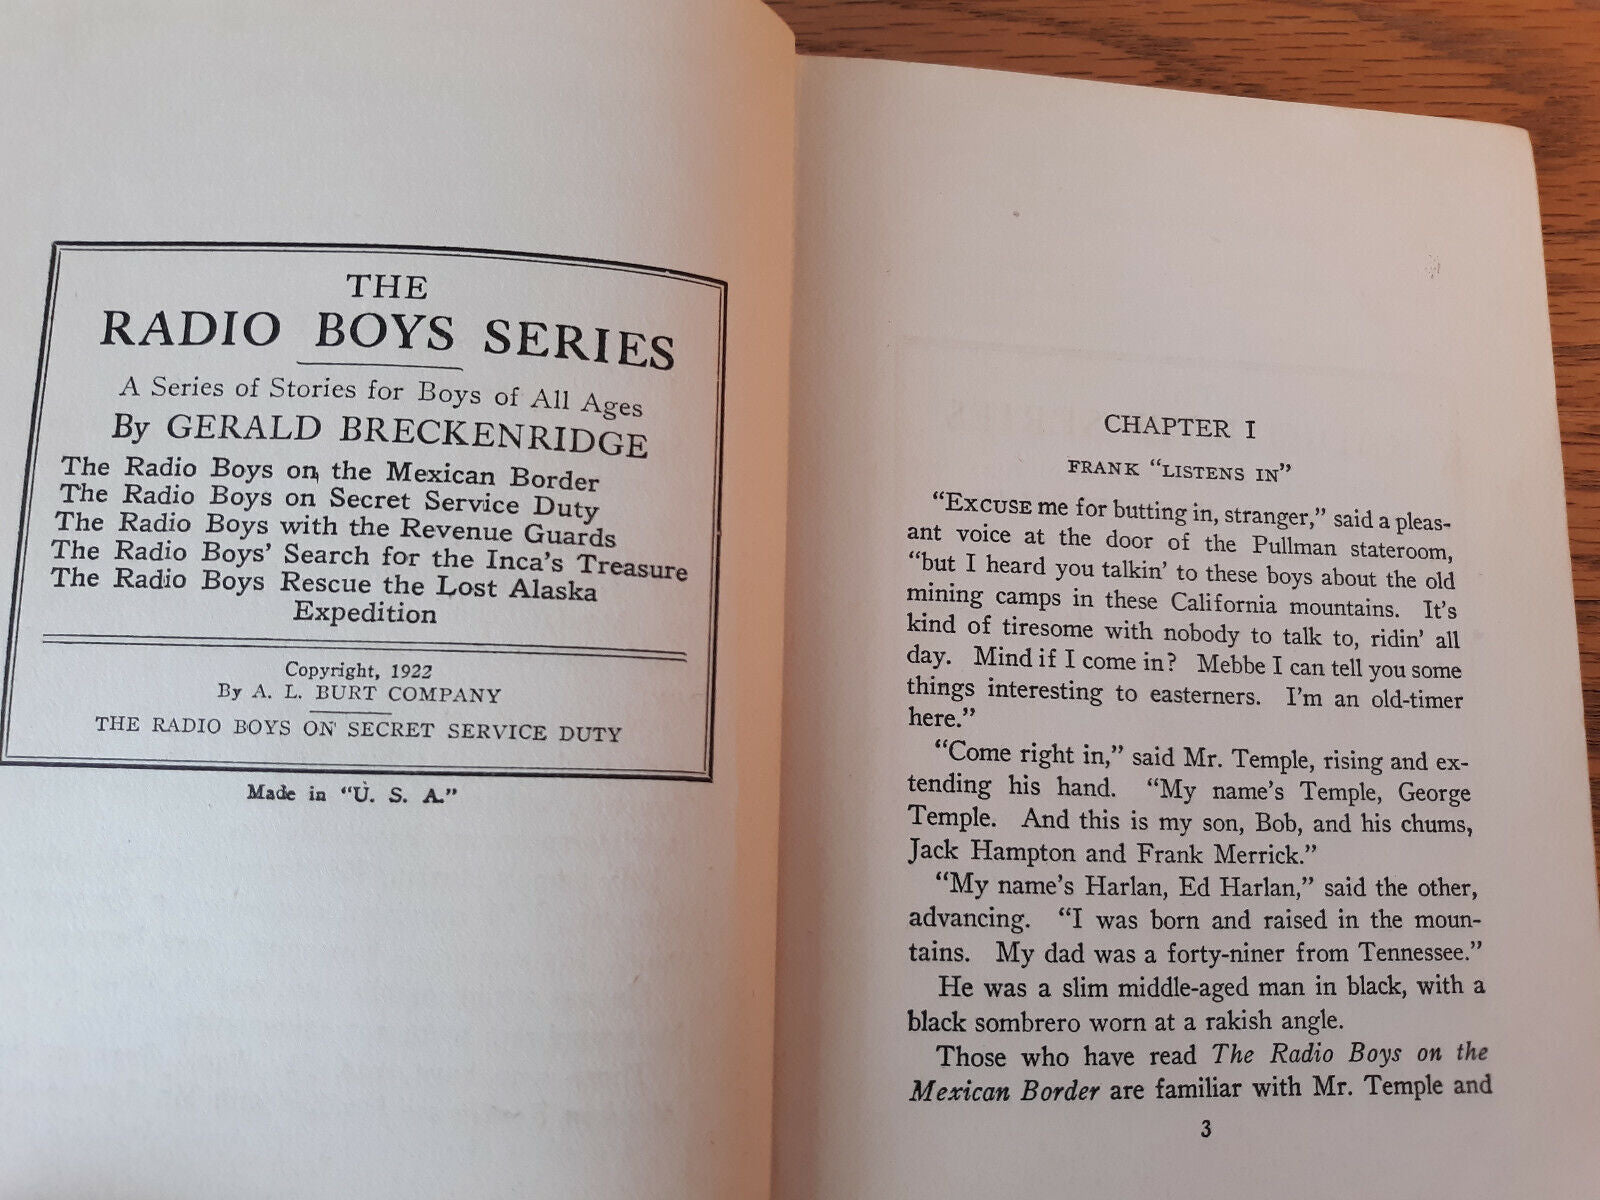 THE
RADIO BOYS SERIES
A Series of Stories for Boys of All Ages
By GERALD BRECKENRIDGE
The Radio Boys on the Mexican Border
The Radio Boys on Secret Service Duty
The Radio Boys with the Revenue Guards
The Radio Boys' Search for the Inca's Treasure
The Radio Boys Rescue the Lost Alaska
Expedition
Copyright, 1922
By A. L. BURT COMPANY
THE RADIO BOYS ON SECRET SERVICE DUTY
Made in "U. S. A."
CHAPTER I
FRANK "LISTENS IN"
"EXCUSE me for butting in, stranger," said a pleas-
ant voice at the door of the Pullman stateroom,
"but I heard you talkin' to these boys about the old
mining camps in these California mountains. It's
kind of tiresome with nobody to talk to, ridin' all
day. Mind if I come in? Mebbe I can tell you some
things interesting to easterners. I'm an old-timer
here."
"Come right in," said Mr. Temple, rising and ex-
tending his hand. "My name's Temple, George
Temple. And this is my son, Bob, and his chums,
Jack Hampton and Frank Merrick."
"My name's Harlan, Ed Harlan," said the other,
advancing. "I was born and raised in the moun-
tains. My dad was a forty-niner from Tennessee."
He was a slim middle-aged man in black, with a
black sombrero worn at a rakish angle.
Those who have read The Radio Boys on the
Mexican Border are familiar with Mr. Temple and
3